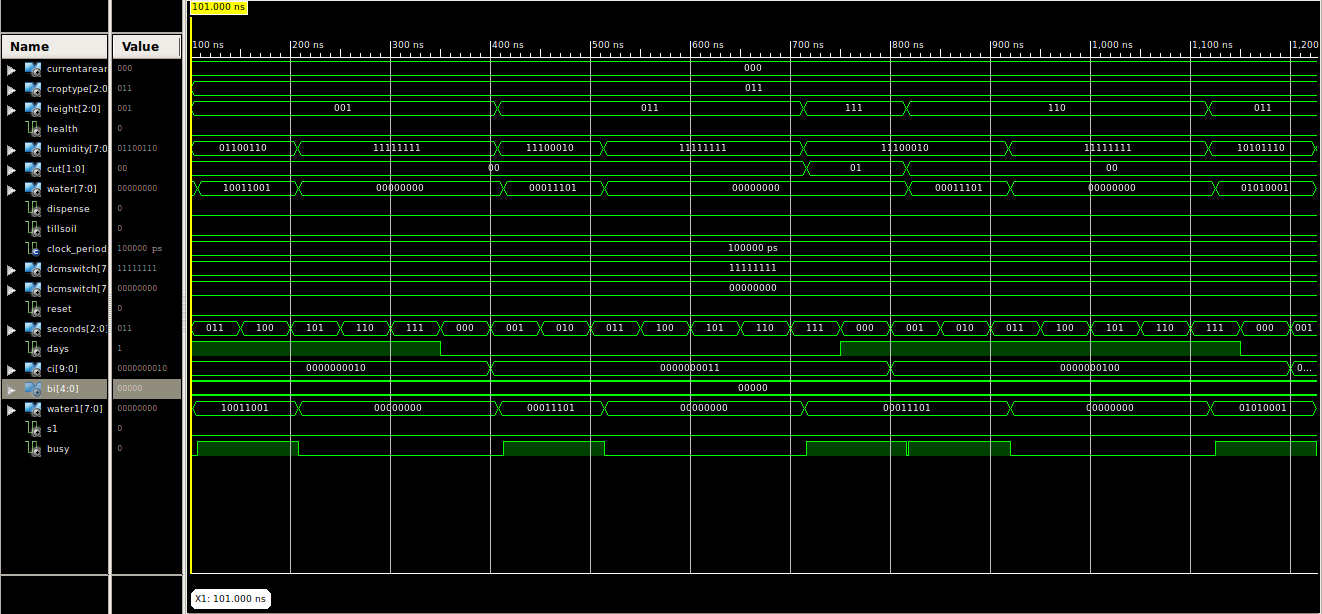 101.000 ns
Name Value
100 ns 200 ns 300 ns 400 ns 500 ns 600 ns 700 ns 800 ns 900 ns 1,000 ns 1,100 ns 1,200
currentarear 000 000
croptype[2:0 011 011
height[2:0] 001 001 011 111 110 011
health 0
humidity[7:0 01100110 01100110 11111111 11100010 11111111 11100010 11111111 10101110
cut[1:0] 00 00 01 00
water[7:0] 00000000 10011001 00000000 00011101 00000000 00011101 00000000 01010001
dispense 0
tillsoil 0
clock_period 100000 ps 100000 ps
dcmswitch[7 11111111 11111111
bcmswitch[7 00000000 00000000
reset 0
seconds[2:0 011 011 100 101 110 111 000 001 010 011 100 101 110 111 000 001 010 011 100 101 110 111 000 001
days 1
ci[9:0] 0000000010 0000000010 0000000011 0000000100 0...
bi[4:0] 00000 00000
water1[7:0] 00000000 10011001 00000000 00011101 00000000 00011101 00000000 01010001
s1 0
busy 0
X1: 101.000 ns